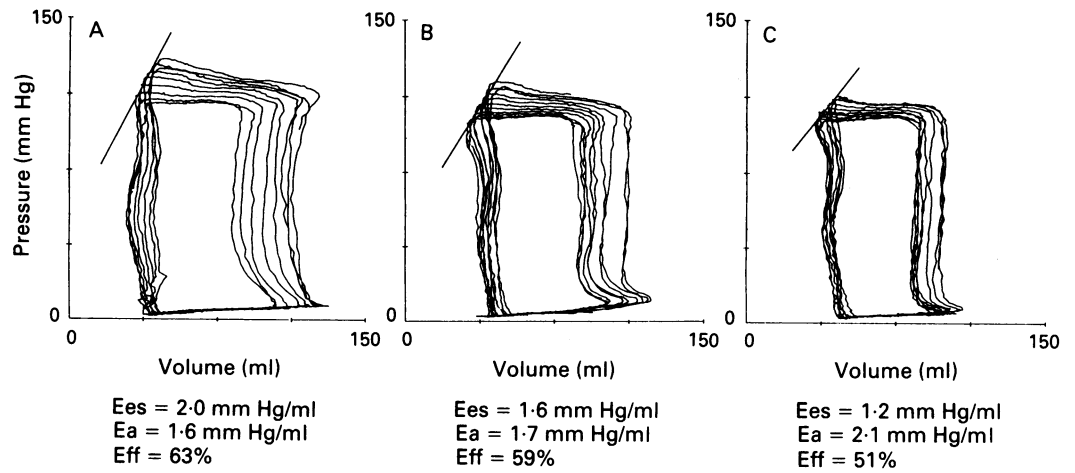 150
A
Pressure (mm Hg)
0
0
150
Volume (ml)
Ees = 2·0 mm Hg/ml
Ea = 1·6 mm Hg/ml
Eff = 63%
150
B
0
0
150
Volume (ml)
Ees = 1·6 mm Hg/ml
Ea = 1·7 mm Hg/ml
Eff = 59%
150
C
0
0
150
Volume (ml)
Ees = 1·2 mm Hg/ml
Ea = 2·1 mm Hg/ml
Eff = 51%